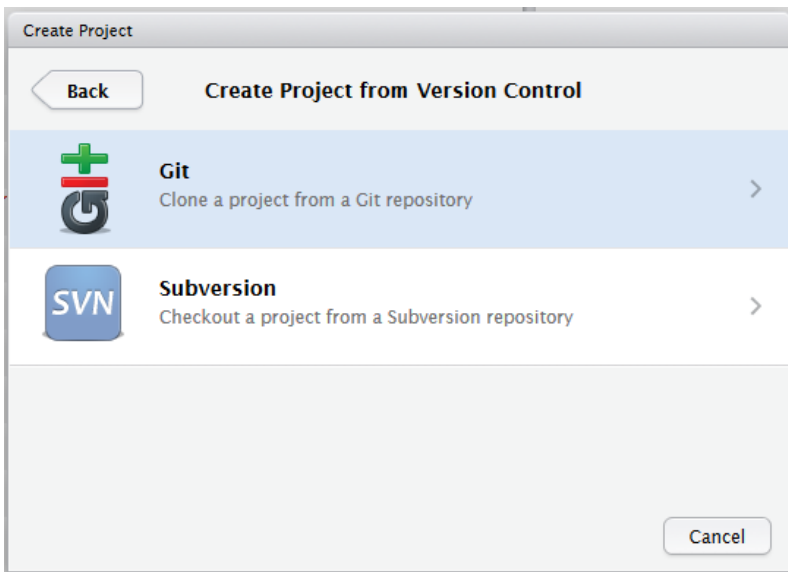 Create Project
Back
Create Project from Version Control
Git
Clone a project from a Git repository
SVN
Subversion
Checkout a project from a Subversion repository
Cancel